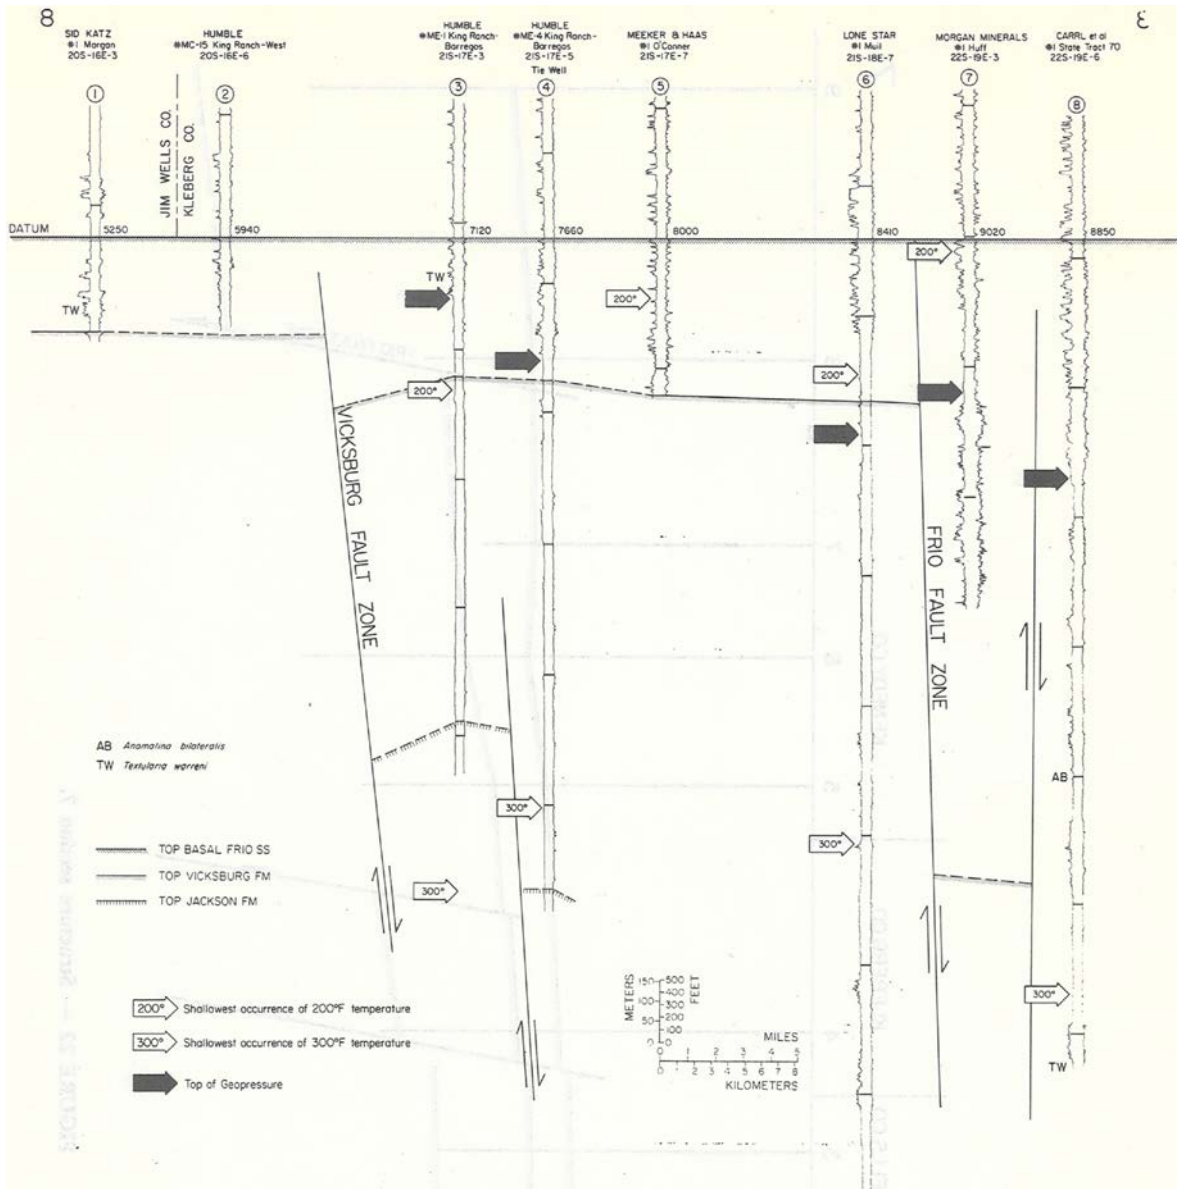 8
8
SID KATZ
#1 Morgan
20S-16E-3
HUMBLE
#MC-15 King Ranch-West
20S-16E-6
HUMBLE
#ME-1 King Ranch-
Borregos
21S-17E-3
HUMBLE
#ME-4 King Ranch-
Borregos
21S-17E-5
Tie Well
MEEKER & HAAS
#1 O'Conner
21S-17E-7
LONE STAR
#1 Muil
21S-18E-7
MORGAN MINERALS
#1 Huff
22S-19E-3
CARRL et al
#1 State Tract 70
22S-19E-6
1
2
3
4
5
6
7
8
JIM WELLS CO.
KLEBERG CO.
DATUM
5250
5940
7120
7660
8000
8410
9020
8850
200°
TW
200°
TW
200°
200°
VICKSBURG FAULT ZONE
FRIO FAULT ZONE
AB Anomalina bilateralis
TW Textularia warreni
AB
300°
300°
TOP BASAL FRIO SS
TOP VICKSBURG FM
TOP JACKSON FM
300°
300°
200° Shallowest occurrence of 200°F temperature
300° Shallowest occurrence of 300°F temperature
Top of Geopressure
METERS
150
100
50
0
500
400
300
200
100
0
FEET
MILES
0 1 2 3 4 5
0 1 2 3 4 5 6 7 8
KILOMETERS
TW
FIGURE 22 — Structure section 7.